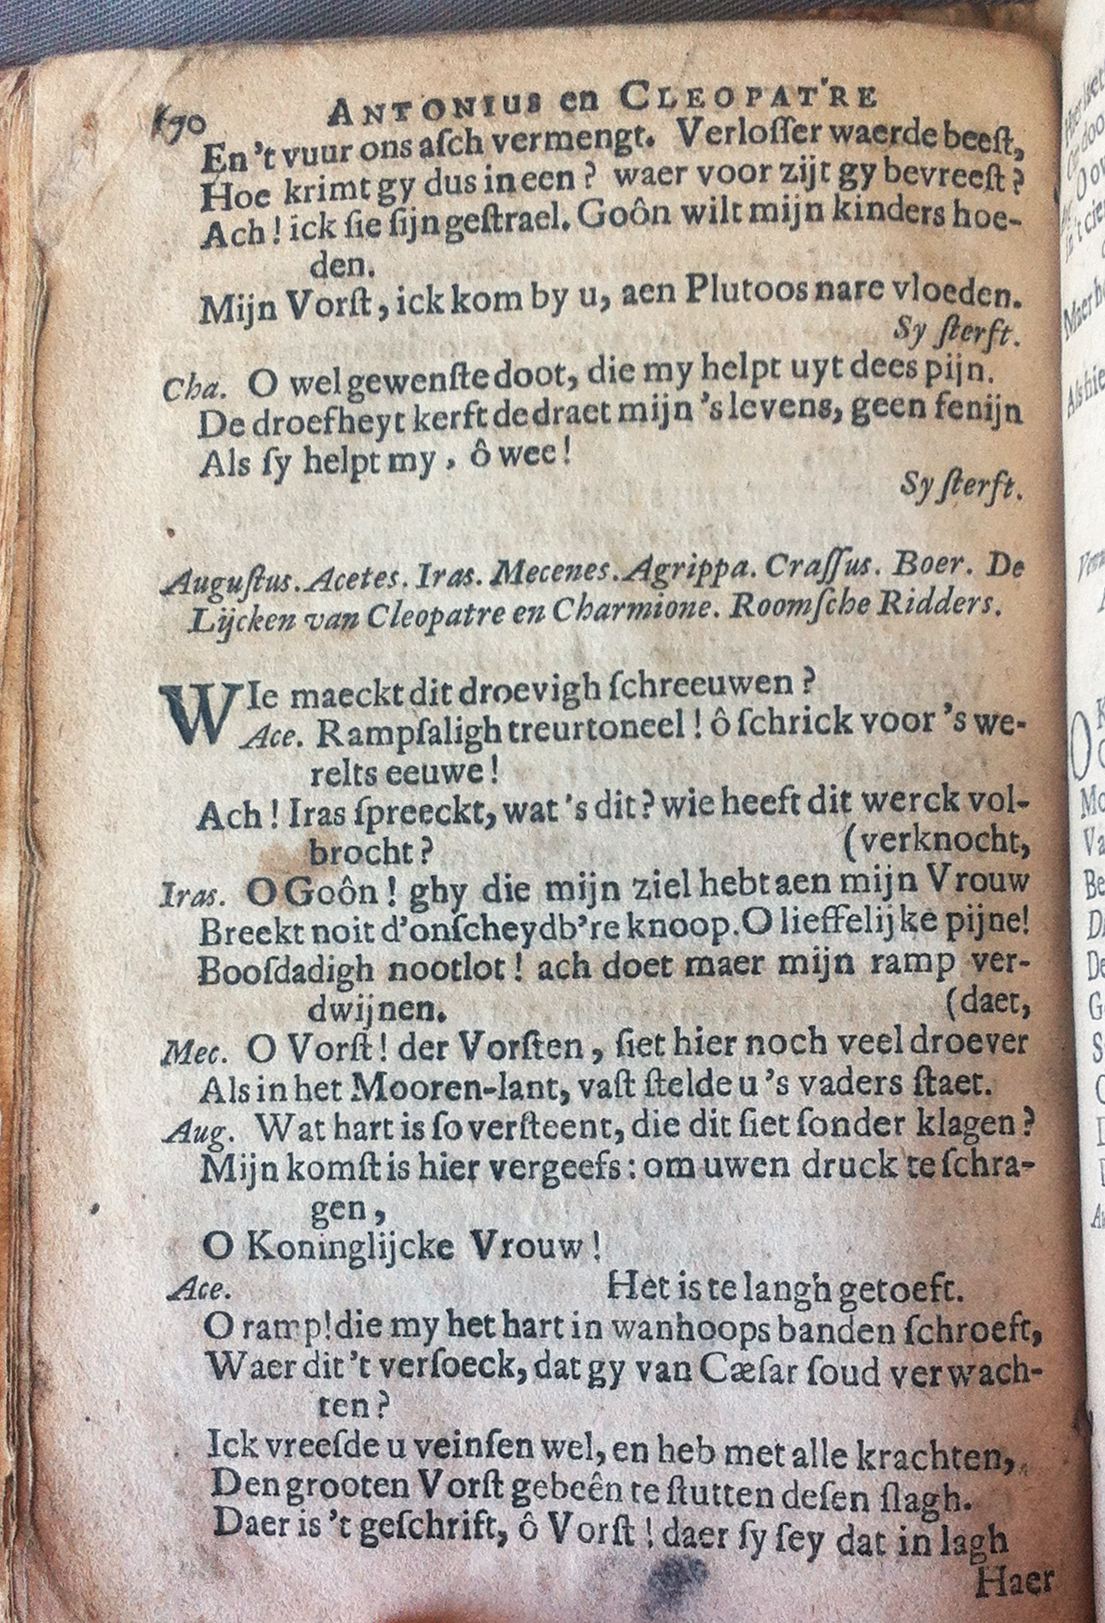 ANTONIUS en CLEOPAT'RE
En 't vuur ons aſch vermengt. Verloſſer waerde beeſt,
Hoe krimt gy dus in een? waer voor zijt gy bevreeſt?
Ach! ick ſie ſijn geſtrael. Goôn wilt mijn kinders hoe-
den.
Mijn Vorſt, ick kom by u, aen Plutoos nare vloeden.
Sy ſterft.
Cha. O wel gewenſte doot, die my helpt uyt dees pijn.
De droefheyt kerft de draet mijn 's levens, geen fenijn
Als ſy helpt my, ô wee!
Sy ſterft.
Auguſtus. Acetes. Iras. Mecenes. Agrippa. Craſſus. Boer. De
Lijcken van Cleopatre en Charmione. Roomſche Ridders.
WIe maeckt dit droevigh ſchreeuwen?
Ace. Rampſaligh treurtoneel! ô ſchrick voor 's we-
relts eeuwe!
Ach! Iras ſpreeckt, wat 's dit? wie heeft dit werck vol-
brocht? (verknocht,
Iras. O Goôn! ghy die mijn ziel hebt aen mijn Vrouw
Breekt noit d'onſcheydb're knoop. O lieffelijke pijne!
Booſdadigh nootlot! ach doet maer mijn ramp ver-
dwijnen. (daet,
Mec. O Vorſt! der Vorſten, ſiet hier noch veel droever
Als in het Mooren-lant, vaſt ſtelde u 's vaders ſtaet.
Aug. Wat hart is ſo verſteent, die dit ſiet ſonder klagen?
Mijn komſt is hier vergeefs: om uwen druck te ſchra-
gen,
O Koninglijcke Vrouw!
Ace. Het is te langh getoeft.
O ramp! die my het hart in wanhoops banden ſchroeft,
Waer dit 't verſoeck, dat gy van Cæſar ſoud verwach-
ten?
Ick vreeſde u veinſen wel, en heb met alle krachten,
Den grooten Vorſt gebeên te ſtutten deſen ſlagh.
Daer is 't geſchrift, ô Vorſt! daer ſy ſey dat in lagh
Haer